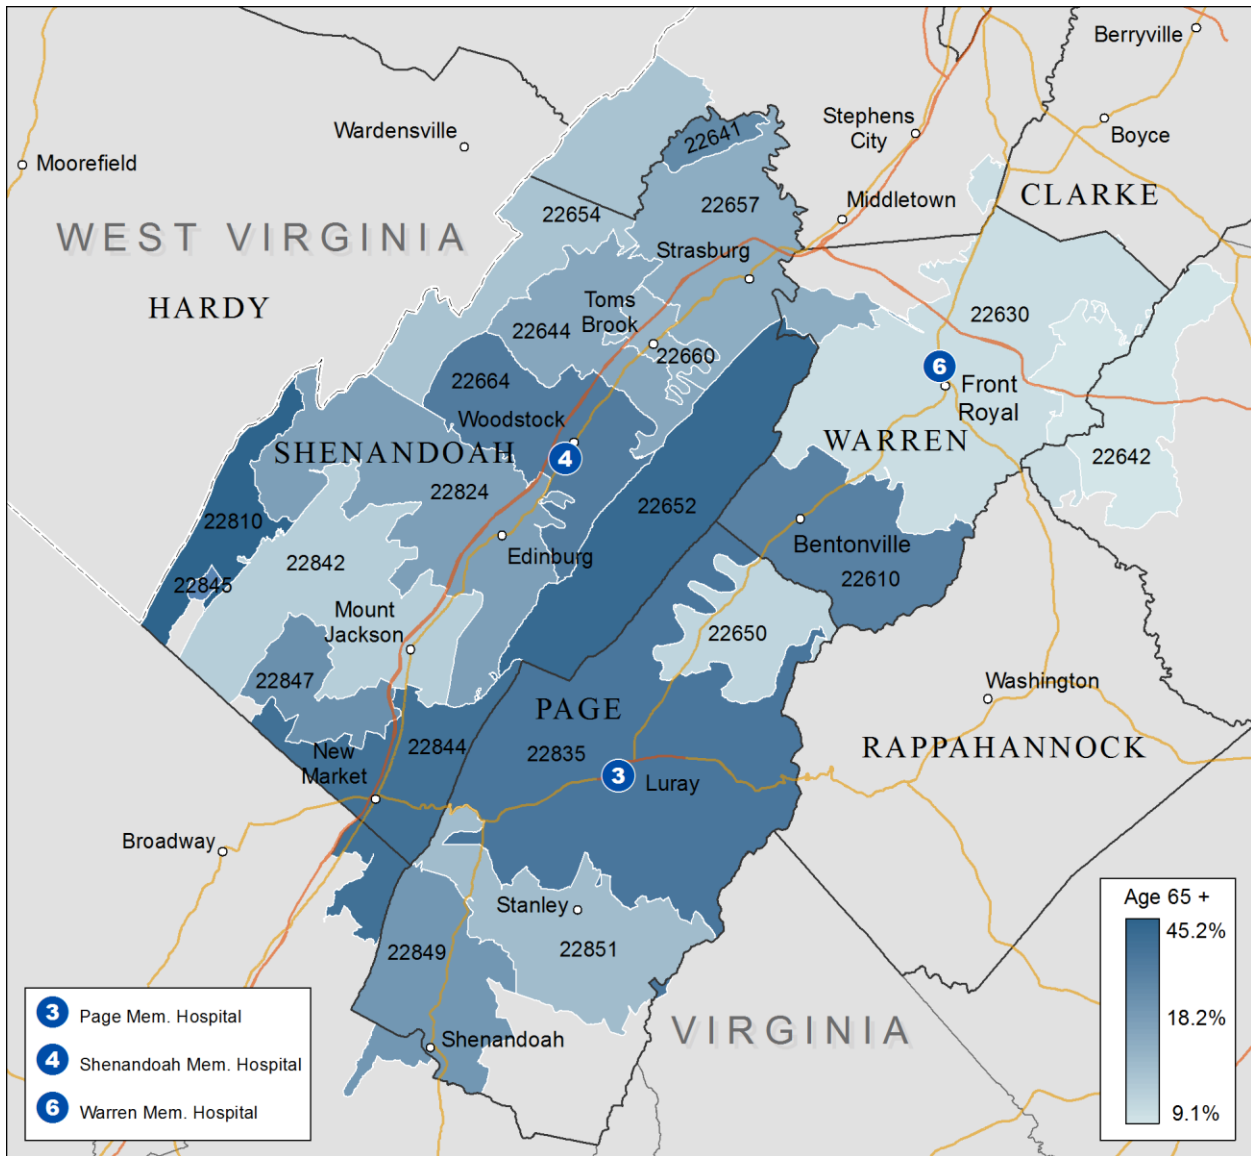 Berryville
Stephens
City
Boyce
Wardensville
22641
Moorefield
CLARKE
Middletown
22654
22657
WEST VIRGINIA
Strasburg
HARDY
Toms
Brook
22630
22644
22660
22664
Front
Royal
Woodstock
WARREN
SHENANDOAH
22642
22824
22652
22810
Bentonville
Edinburg
22842
22610
22845
Mount
Jackson
22650
22847
Washington
PAGE
RAPPAHANNOCK
22844
22835
New
Market
Luray
Broadway
Stanley
22849
22851
Shenandoah
VIRGINIA
6
4
3
Age 65 +
45.2%
18.2%
9.1%
3 Page Mem. Hospital
4 Shenandoah Mem. Hospital
6 Warren Mem. Hospital